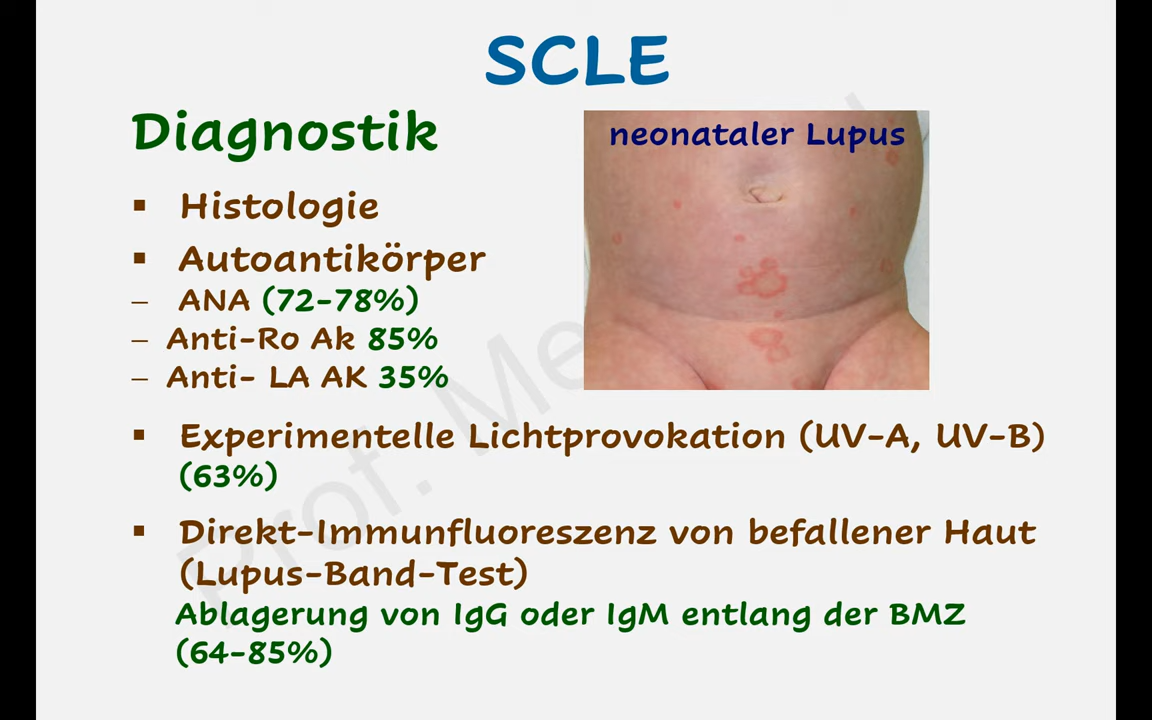 SCLE
Diagnostik
neonataler Lupus
▪ Histologie
▪ Autoantikörper
– ANA (72-78%)
– Anti-Ro Ak 85%
– Anti- LA AK 35%
▪ Experimentelle Lichtprovokation (UV-A, UV-B)
(63%)
▪ Direkt-Immunfluoreszenz von befallener Haut
(Lupus-Band-Test)
Ablagerung von IgG oder IgM entlang der BMZ
(64-85%)
Prof. Me